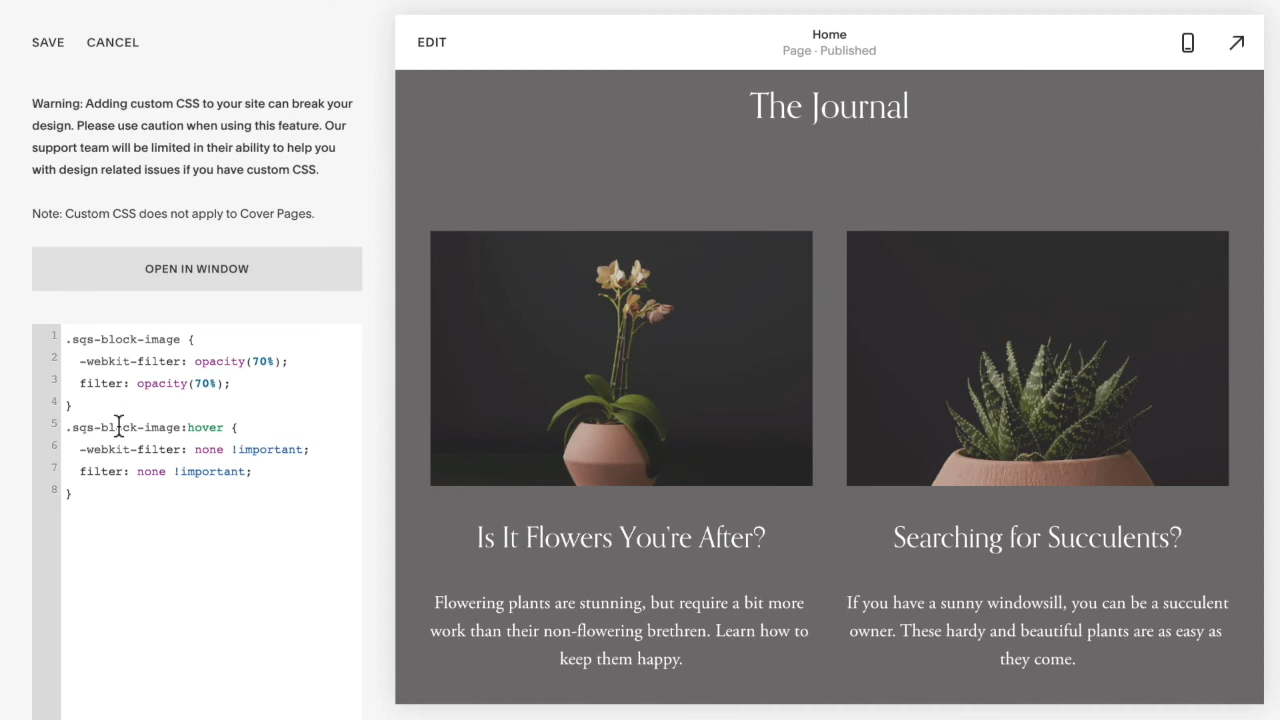 SAVE CANCEL
Warning: Adding custom CSS to your site can break your
design. Please use caution when using this feature. Our
support team will be limited in their ability to help you
with design related issues if you have custom CSS.
Note: Custom CSS does not apply to Cover Pages.
OPEN IN WINDOW
1 .sqs-block-image {
2 -webkit-filter: opacity(70%);
3 filter: opacity(70%);
4 }
5 .sqs-block-image:hover {
6 -webkit-filter: none !important;
7 filter: none !important;
8 }
EDIT
Home
Page · Published
The Journal
Is It Flowers You're After?
Flowering plants are stunning, but require a bit more
work than their non-flowering brethren. Learn how to
keep them happy.
Searching for Succulents?
If you have a sunny windowsill, you can be a succulent
owner. These hardy and beautiful plants are as easy as
they come.